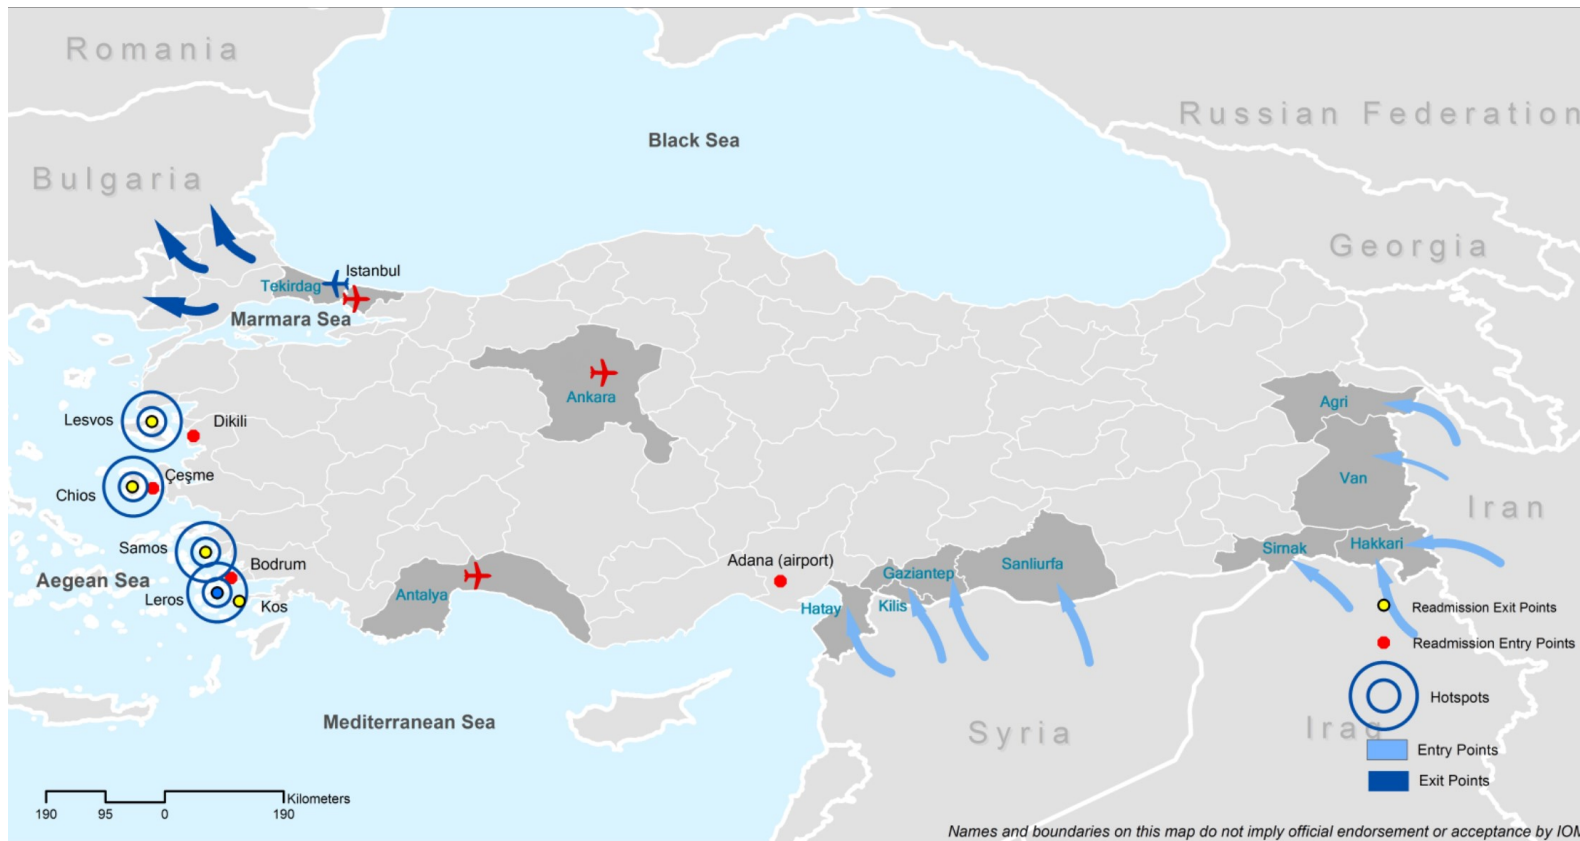 Romania
Russian Federation
Black Sea
Bulgaria
Georgia
Istanbul
Tekirdag
Marmara Sea
Ankara
Agri
Lesvos
Dikili
Van
Çeşme
Chios
Iran
Samos
Sirnak
Hakkari
Bodrum
Adana (airport)
Gaziantep
Sanliurfa
Aegean Sea
Leros
Kos
Antalya
Hatay
Kilis
Readmission Exit Points
Readmission Entry Points
Mediterranean Sea
Syria
Iraq
Hotspots
Entry Points
Exit Points
Kilometers
190 95 0 190
Names and boundaries on this map do not imply official endorsement or acceptance by IOM